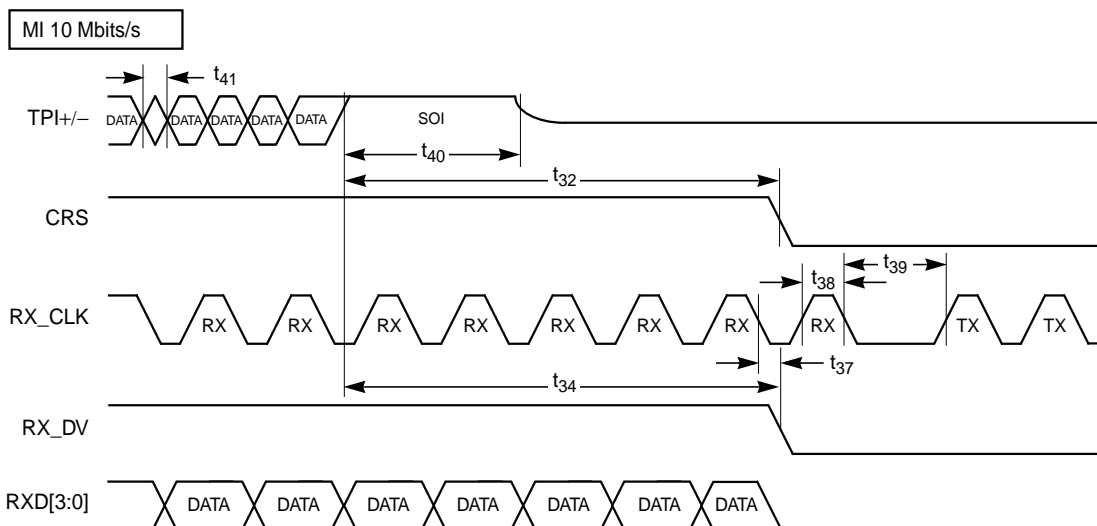 MI 10 Mbits/s
t41
TPI+/−
DATA DATA DATA DATA DATA SOI
t40
t32
CRS
t38 t39
RX_CLK
RX RX RX RX RX RX RX RX TX TX
t37
t34
RX_DV
RXD[3:0]
DATA DATA DATA DATA DATA DATA DATA